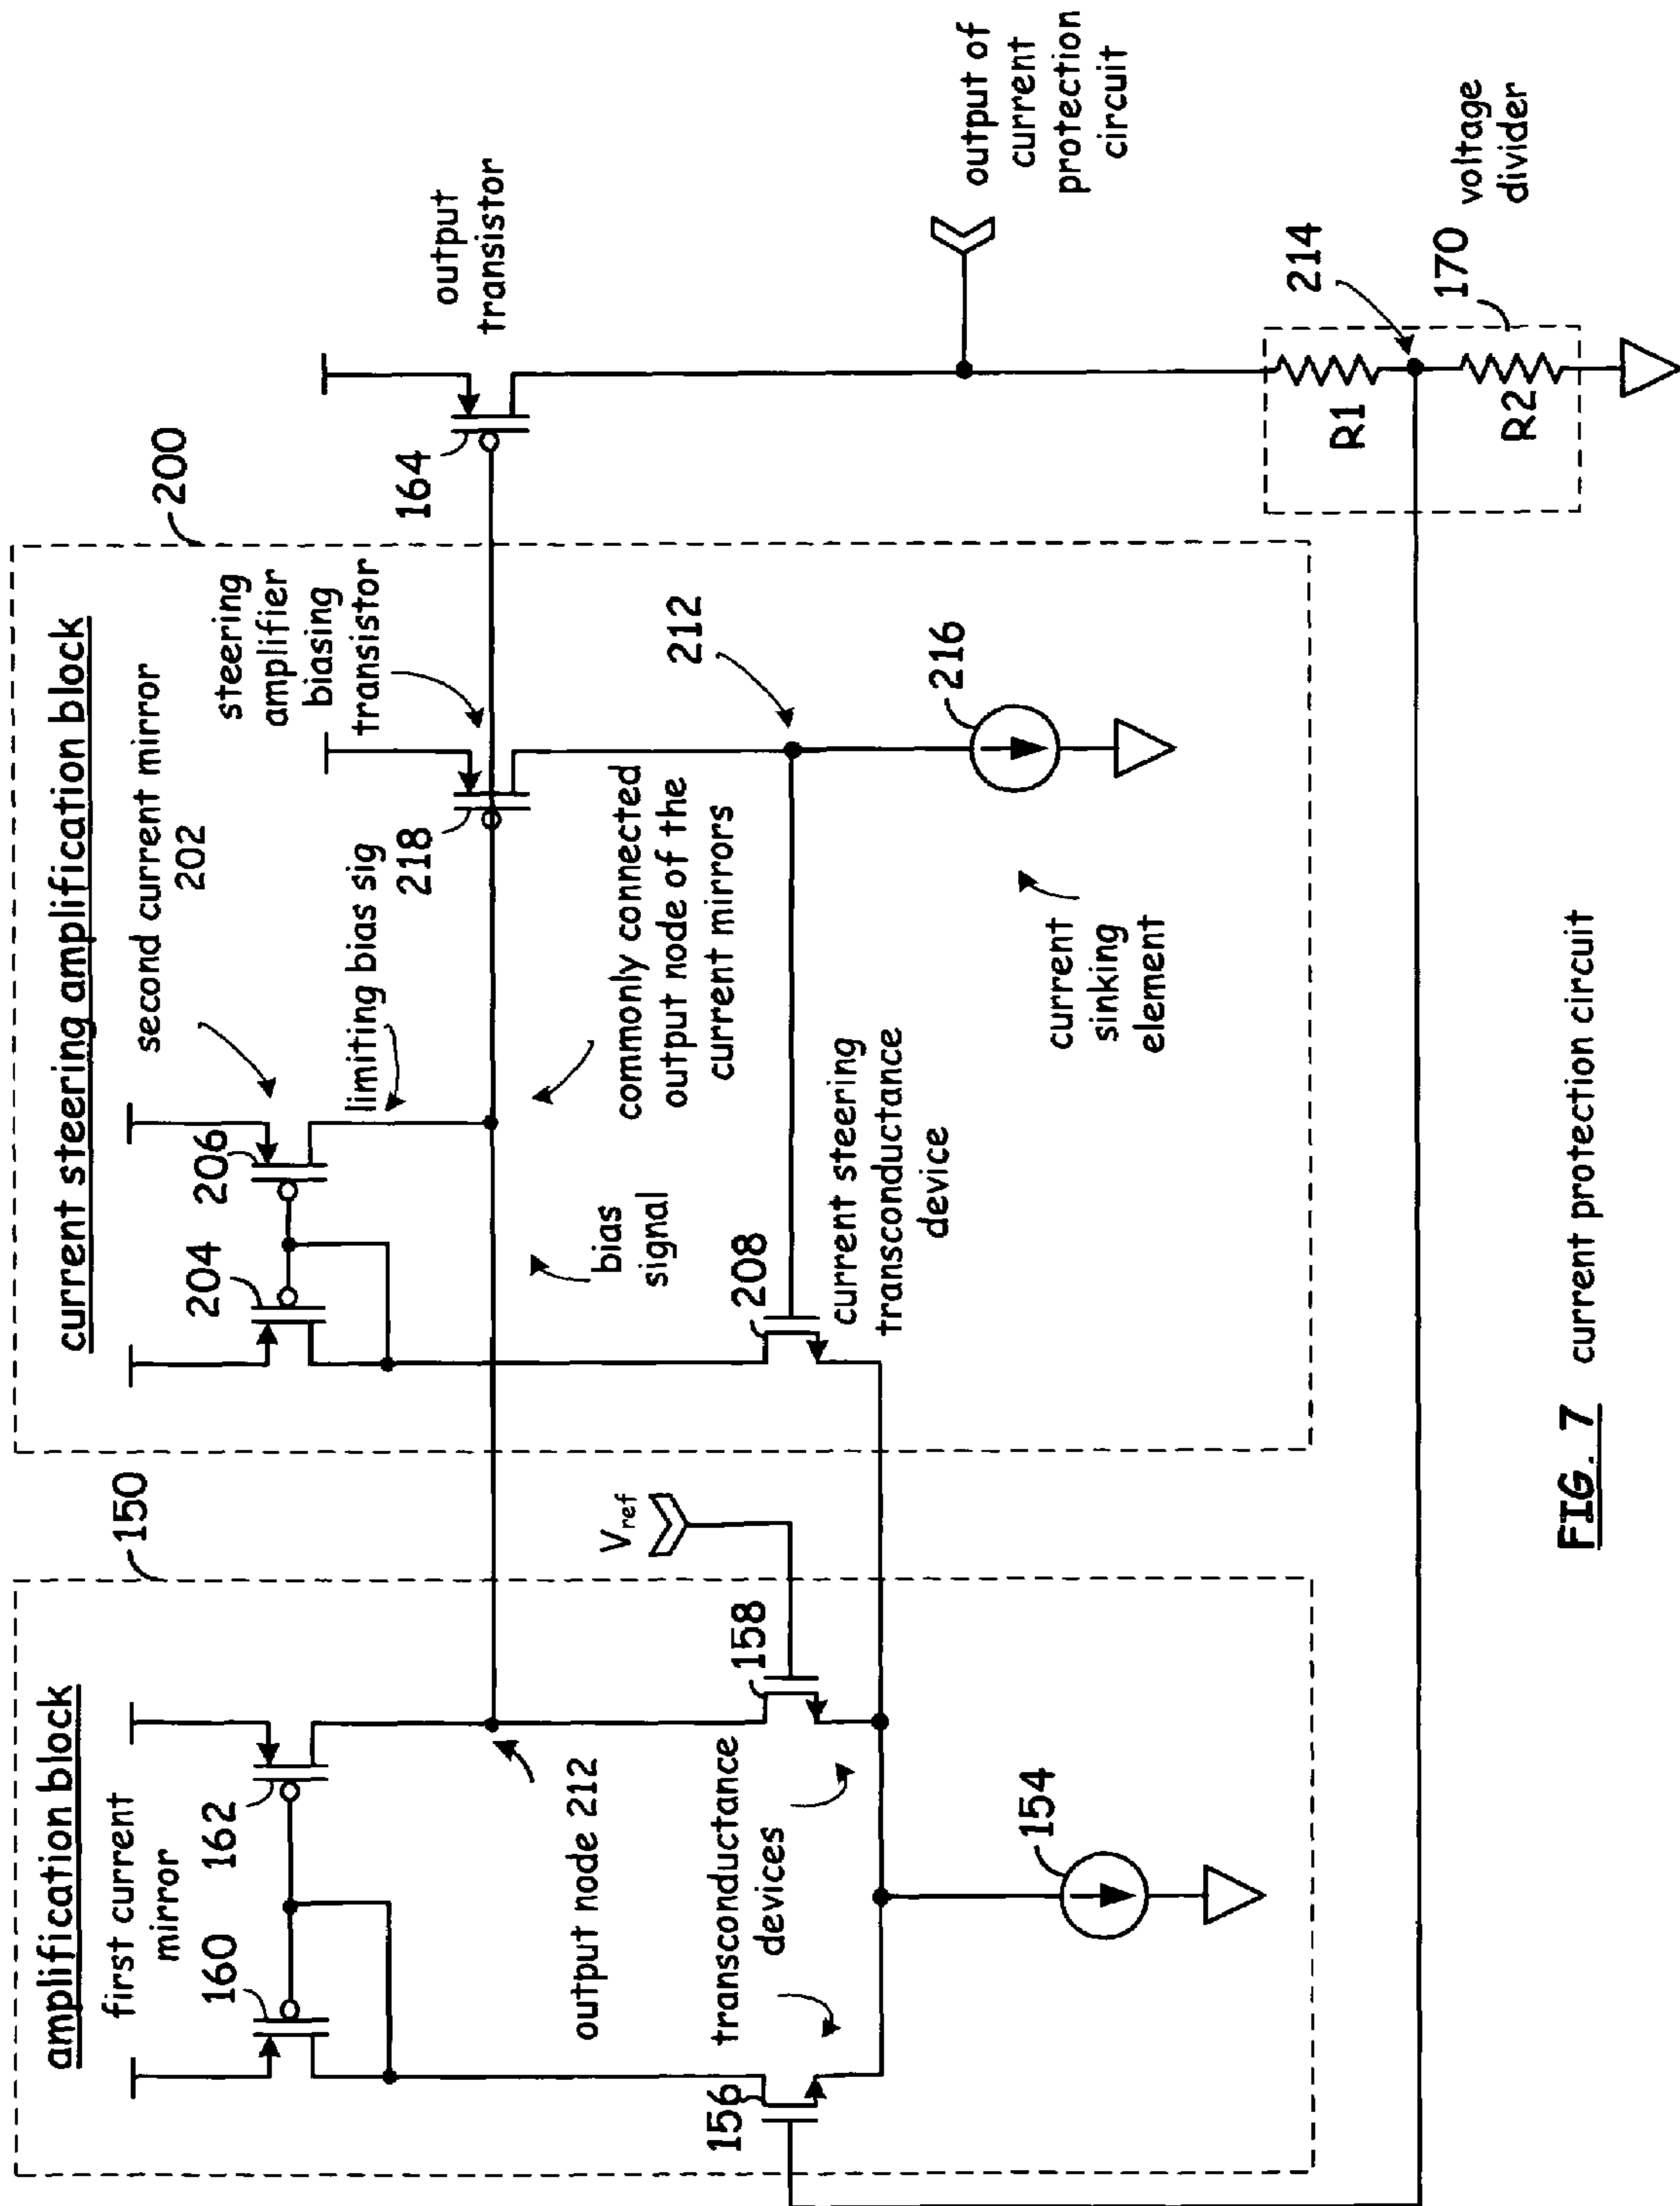 amplification block
first current
mirror
160
162
150
output node 212
transconductance
devices
156
158
Vref
154
current steering amplification block
200
second current mirror
202
204
206
limiting bias sig
218
steering
amplifier
biasing
transistor
bias
signal
commonly connected
output node of the
current mirrors
212
208
current steering
transconductance
device
216
current
sinking
element
output
transistor
164
output of
current
protection
circuit
214
R1
170
R2
voltage
divider
FIG. 7 current protection circuit